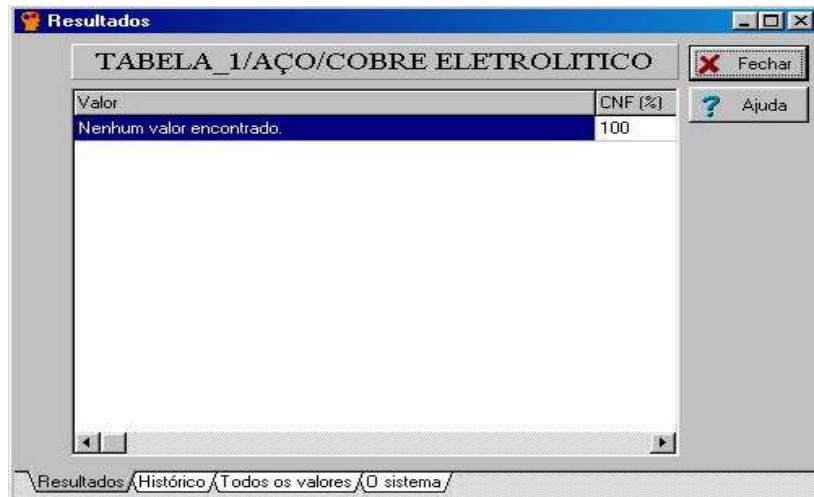 Resultados
TABELA_1/AÇO/COBRE ELETROLITICO
Fechar
Valor CNF (%)
Ajuda
Nenhum valor encontrado. 100
Resultados Histórico Todos os valores O sistema